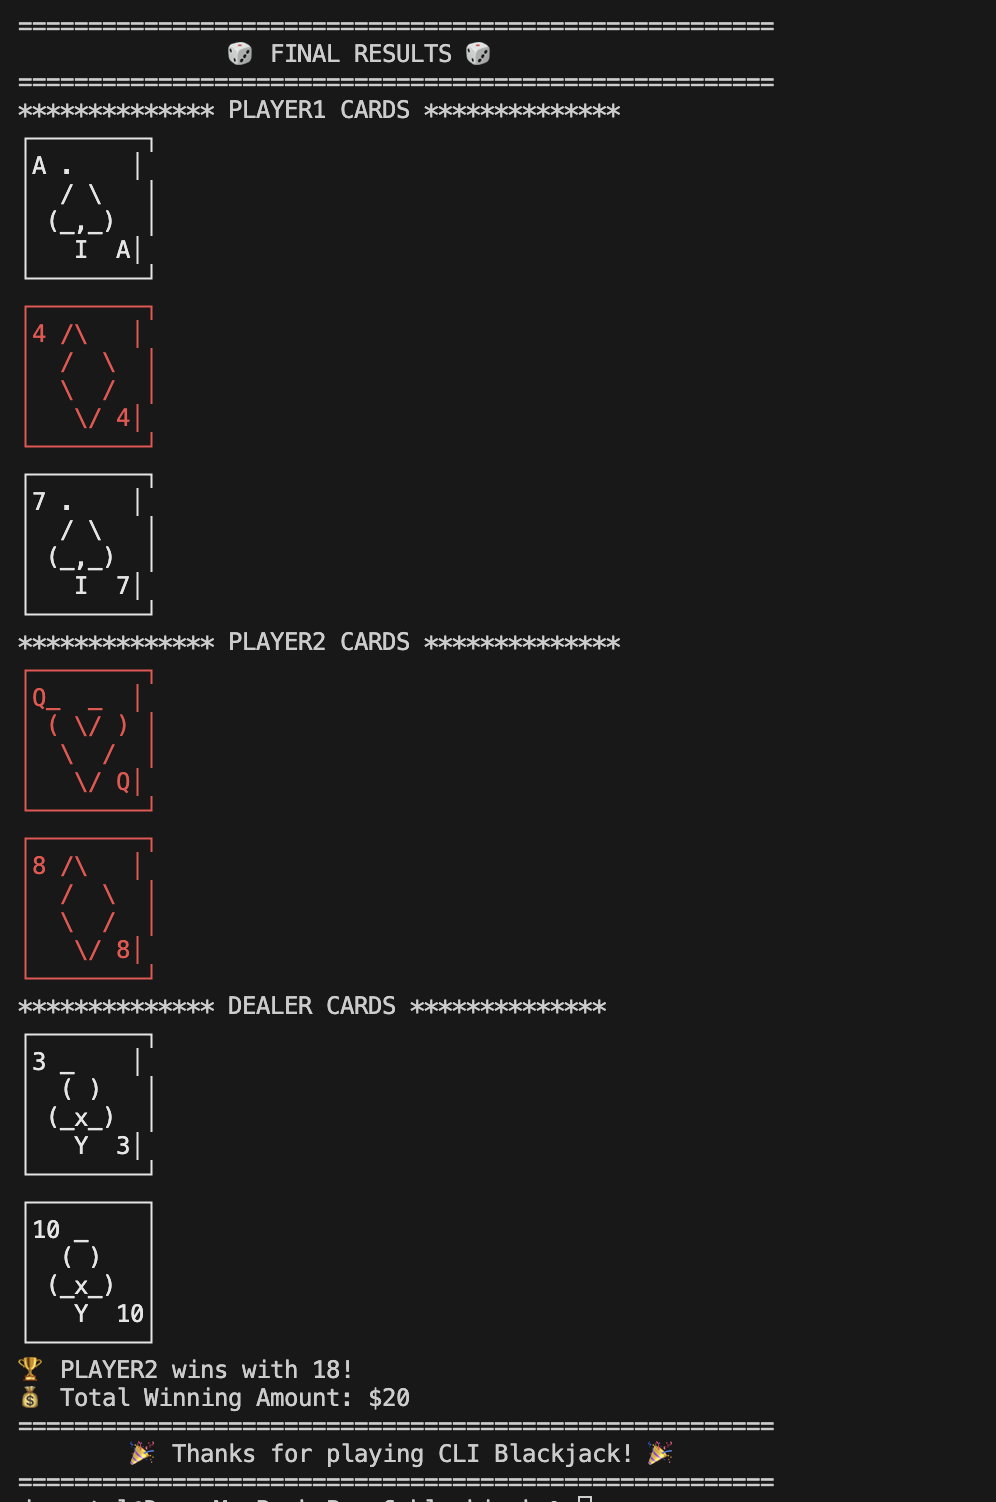 ======================================================
🎲 FINAL RESULTS 🎲
======================================================
************** PLAYER1 CARDS **************
A .
/ \
(_,_)
I A
4 /\
/ \
\ /
\/ 4
7 .
/ \
(_,_)
I 7
************** PLAYER2 CARDS **************
Q_ _
( \/ )
\ /
\/ Q
8 /\
/ \
\ /
\/ 8
************** DEALER CARDS **************
3 _
( )
(_x_)
Y 3
10 _
( )
(_x_)
Y 10
🏆 PLAYER2 wins with 18!
💰 Total Winning Amount: $20
======================================================
🎉 Thanks for playing CLI Blackjack! 🎉
======================================================